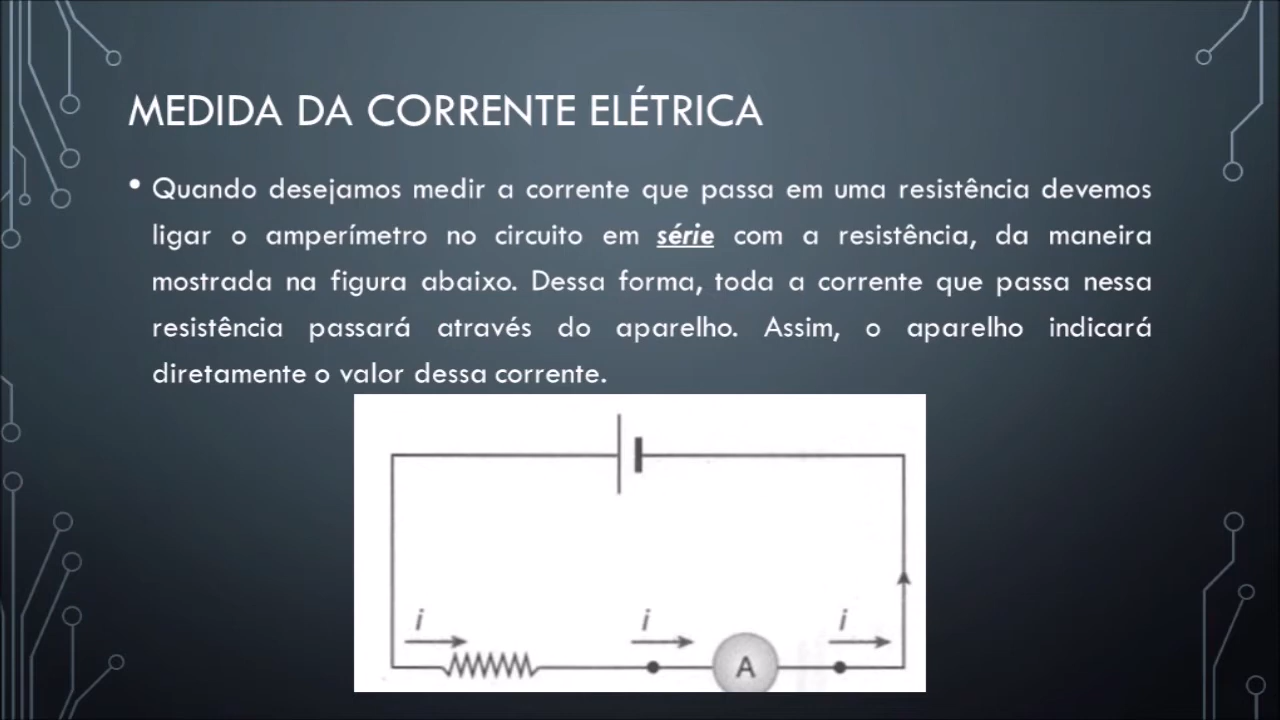 MEDIDA DA CORRENTE ELÉTRICA
• Quando desejamos medir a corrente que passa em uma resistência devemos
ligar o amperímetro no circuito em série com a resistência, da maneira
mostrada na figura abaixo. Dessa forma, toda a corrente que passa nessa
resistência passará através do aparelho. Assim, o aparelho indicará
diretamente o valor dessa corrente.
i i i
A